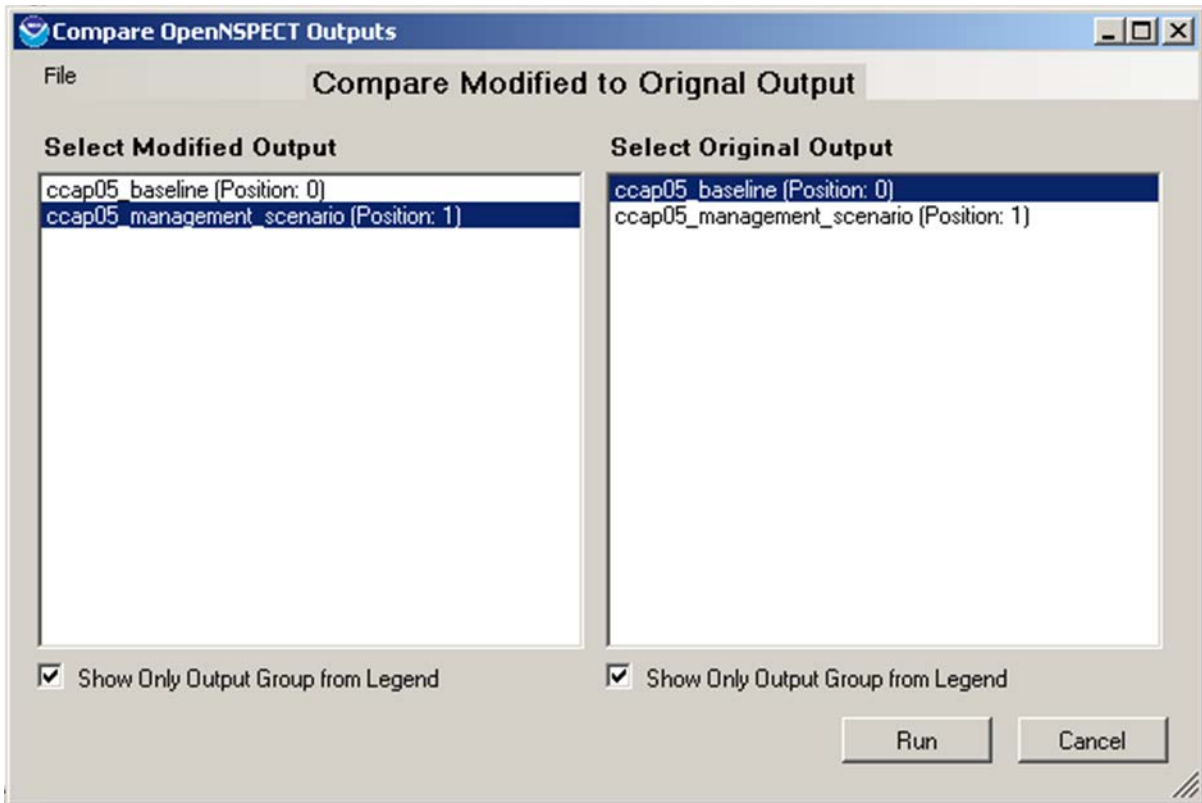 Compare OpenNSPECT Outputs
File
Compare Modified to Orignal Output
Select Modified Output
ccap05_baseline (Position: 0)
ccap05_management_scenario (Position: 1)
Show Only Output Group from Legend
Select Original Output
ccap05_baseline (Position: 0)
ccap05_management_scenario (Position: 1)
Show Only Output Group from Legend
Run
Cancel